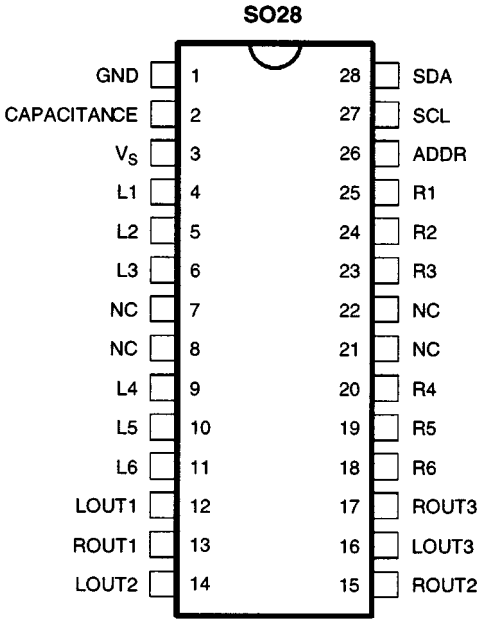 SO28
GND 1 28 SDA
CAPACITANCE 2 27 SCL
VS 3 26 ADDR
L1 4 25 R1
L2 5 24 R2
L3 6 23 R3
NC 7 22 NC
NC 8 21 NC
L4 9 20 R4
L5 10 19 R5
L6 11 18 R6
LOUT1 12 17 ROUT3
ROUT1 13 16 LOUT3
LOUT2 14 15 ROUT2